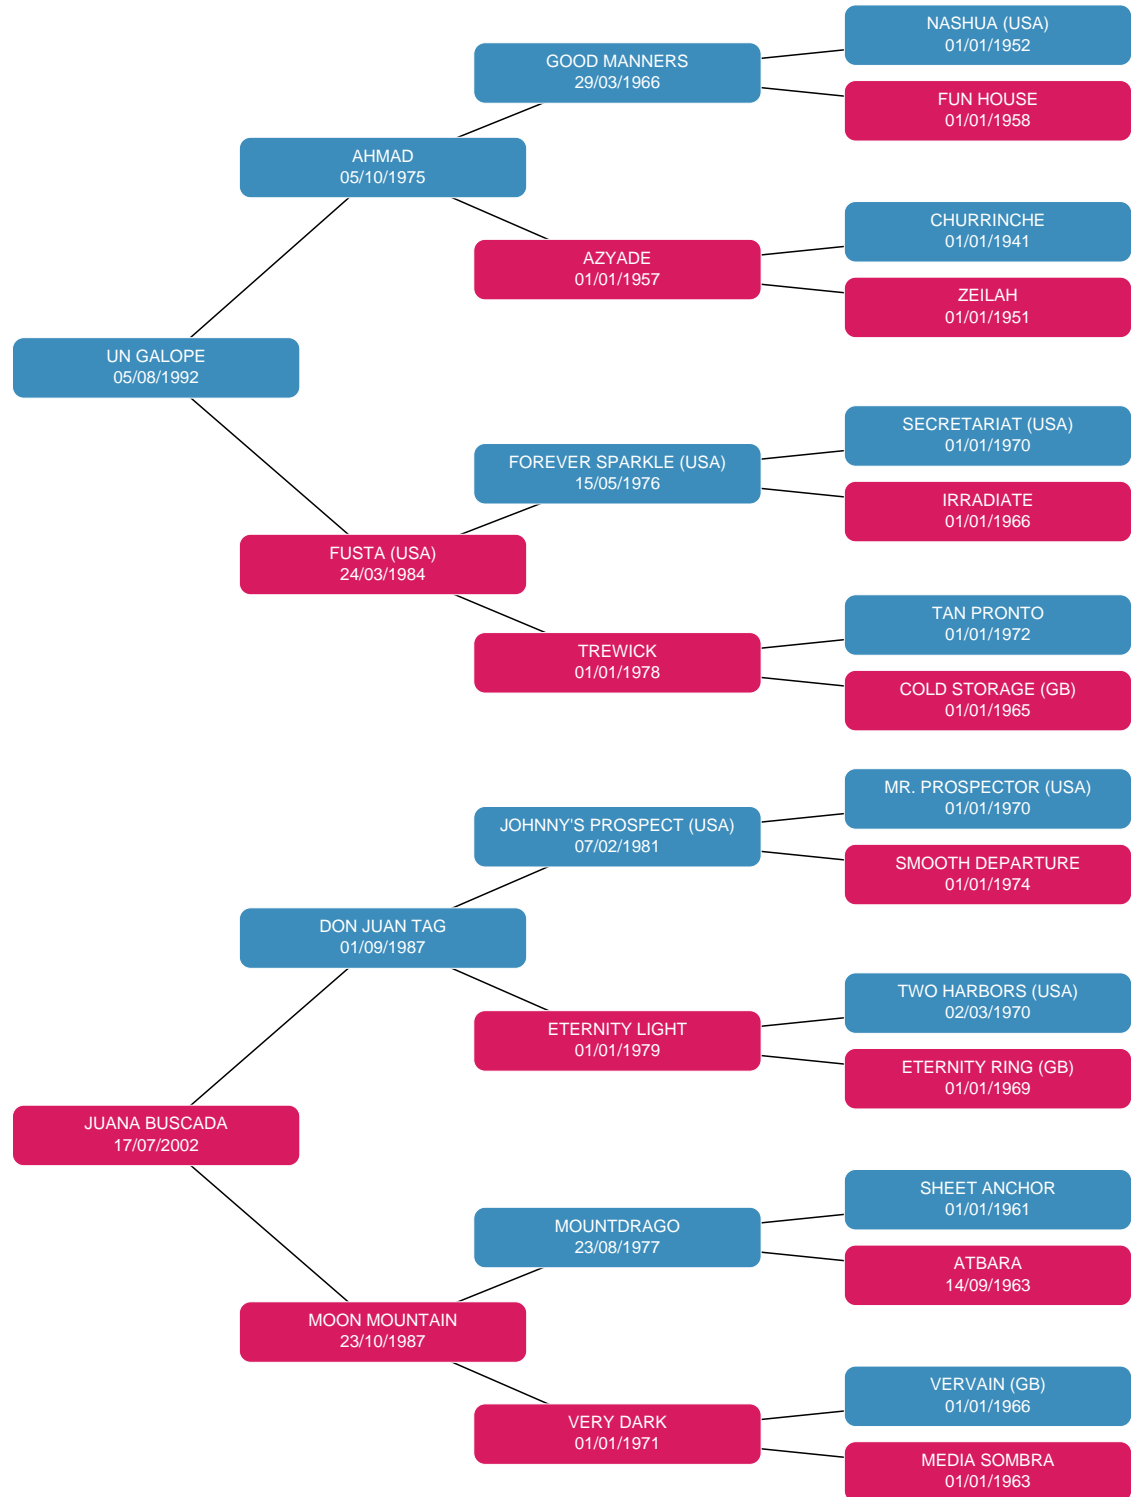 NASHUA (USA)
01/01/1952
GOOD MANNERS
29/03/1966
FUN HOUSE
01/01/1958
AHMAD
05/10/1975
CHURRINCHE
01/01/1941
AZYADE
01/01/1957
ZEILAH
01/01/1951
UN GALOPE
05/08/1992
SECRETARIAT (USA)
01/01/1970
FOREVER SPARKLE (USA)
15/05/1976
IRRADIATE
01/01/1966
FUSTA (USA)
24/03/1984
TAN PRONTO
01/01/1972
TREWICK
01/01/1978
COLD STORAGE (GB)
01/01/1965
MR. PROSPECTOR (USA)
01/01/1970
JOHNNY'S PROSPECT (USA)
07/02/1981
SMOOTH DEPARTURE
01/01/1974
DON JUAN TAG
01/09/1987
TWO HARBORS (USA)
02/03/1970
ETERNITY LIGHT
01/01/1979
ETERNITY RING (GB)
01/01/1969
JUANA BUSCADA
17/07/2002
SHEET ANCHOR
01/01/1961
MOUNTDRAGO
23/08/1977
ATBARA
14/09/1963
MOON MOUNTAIN
23/10/1987
VERVAIN (GB)
01/01/1966
VERY DARK
01/01/1971
MEDIA SOMBRA
01/01/1963